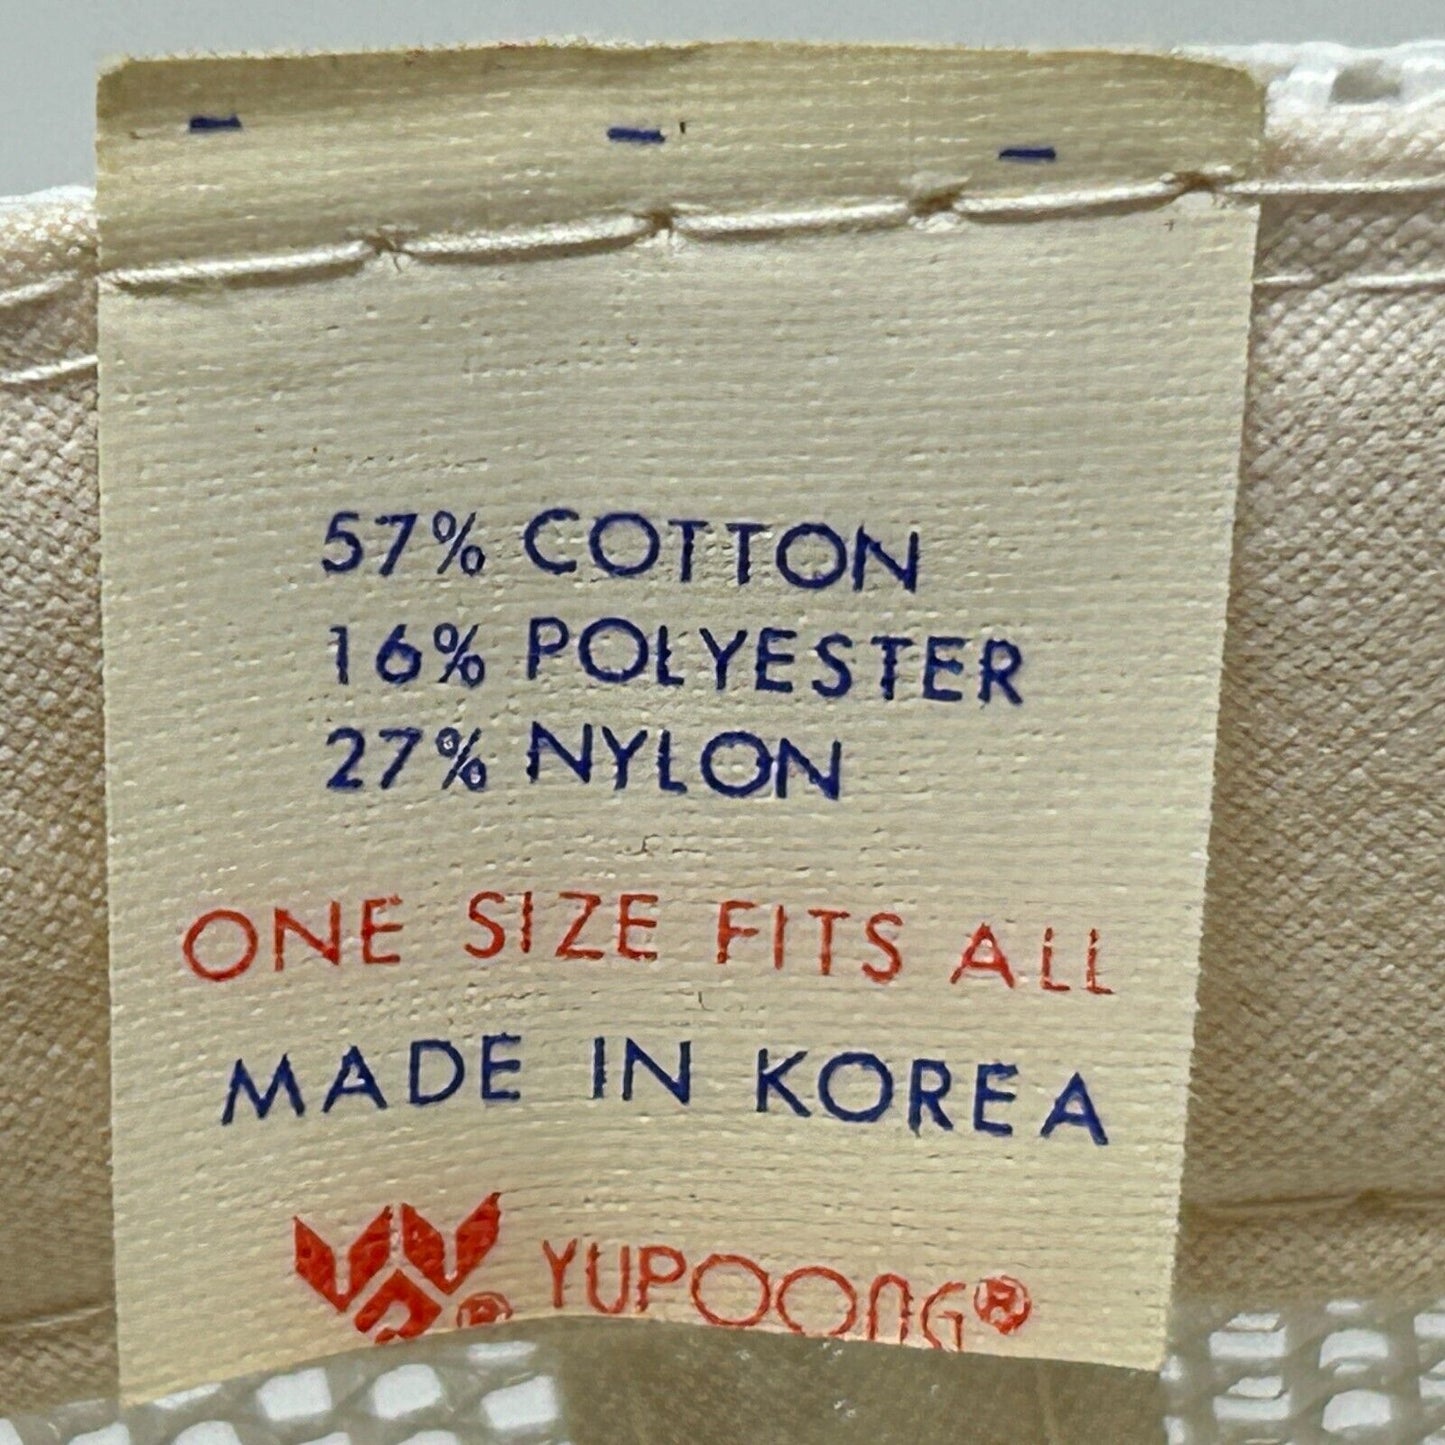 57% COTTON
16% POLYESTER
27% NYLON
ONE SIZE FITS ALL
MADE IN KOREA
® YUPOONG®